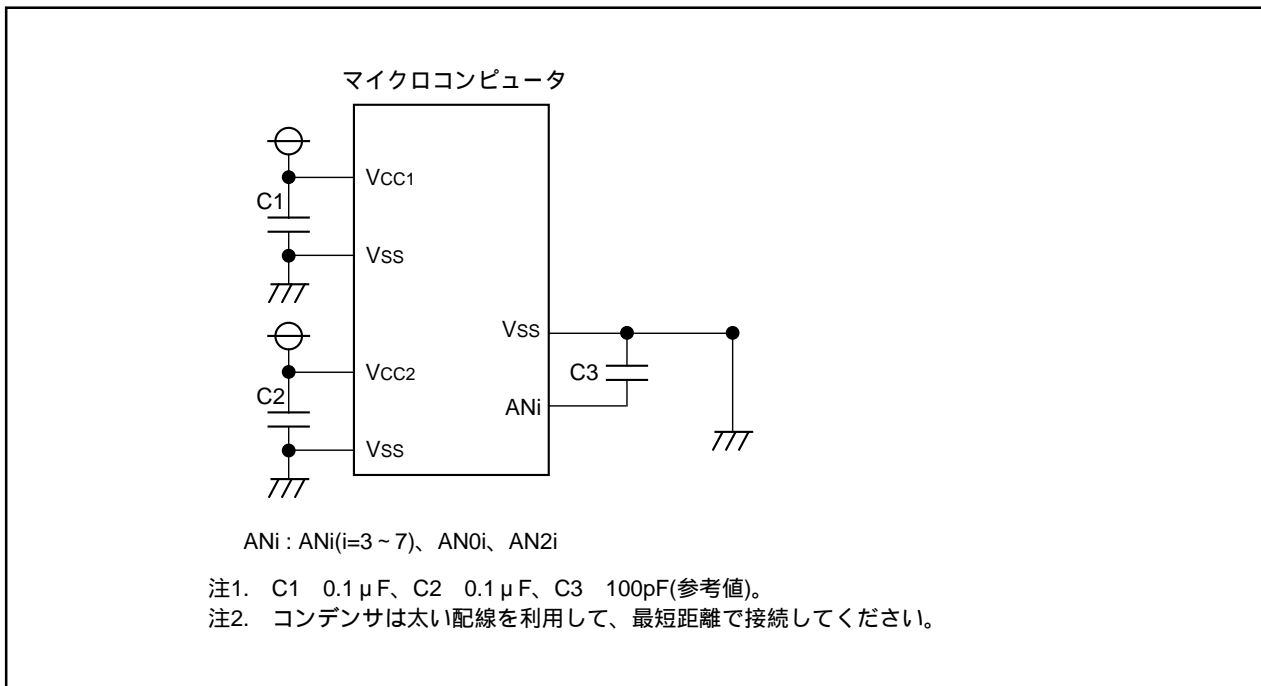 マイクロコンピュータ
VCC1
C1
VSS
VCC2
C2
VSS
VSS
C3
ANi
ANi : ANi(i=3～7)、AN0i、AN2i
注1. C1 0.1μF、C2 0.1μF、C3 100pF(参考値)。
注2. コンデンサは太い配線を利用して、最短距離で接続してください。